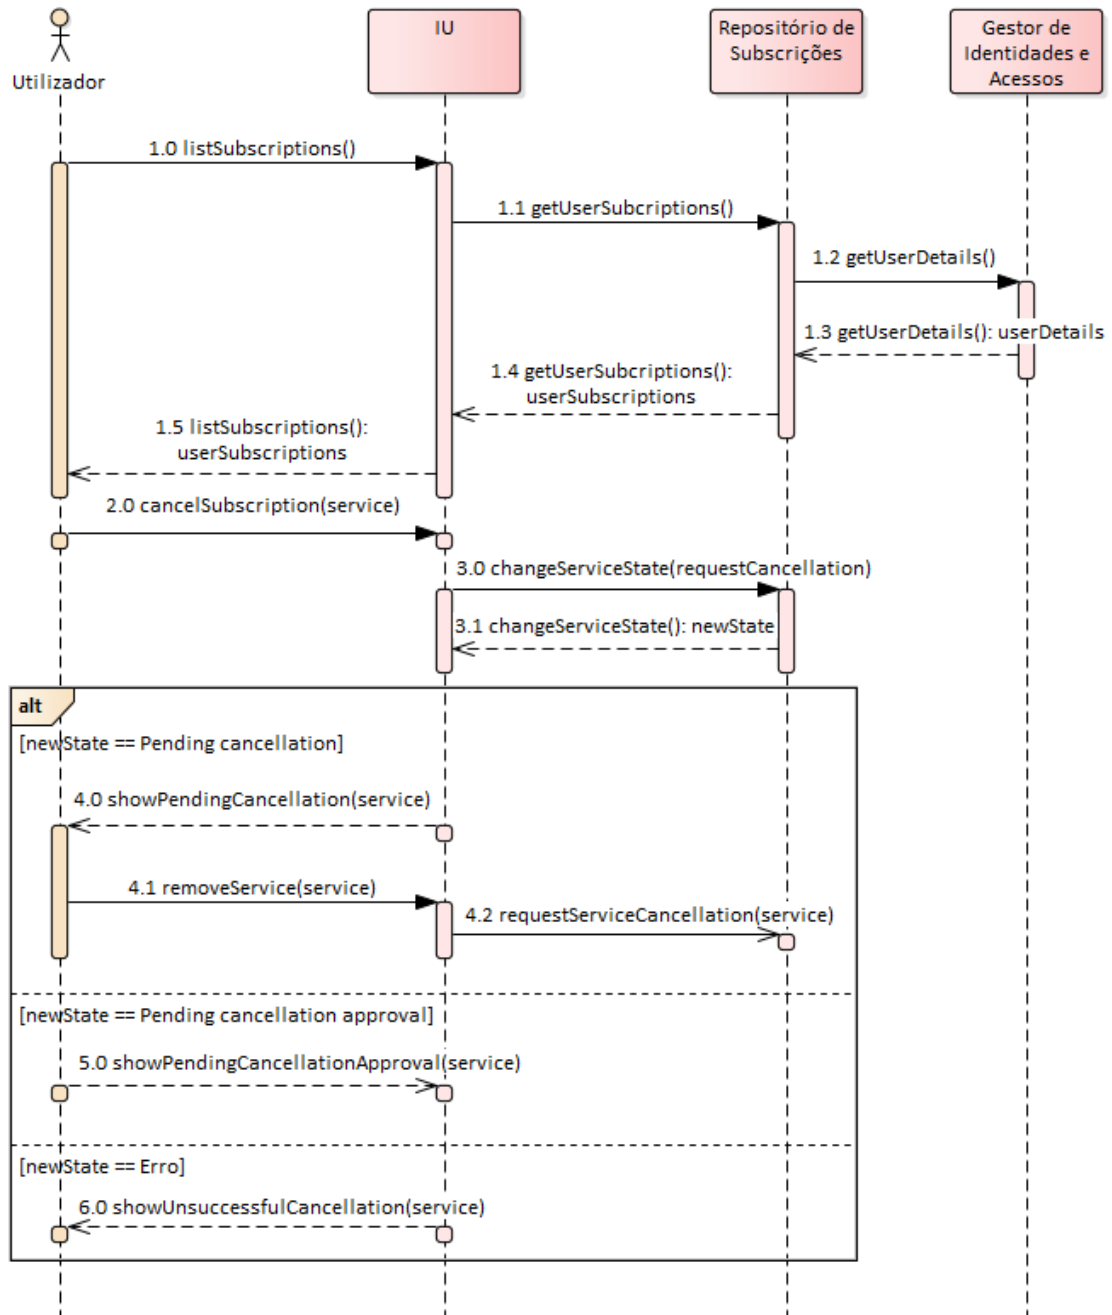 Utilizador
IU
Repositório de
Subscrições
Gestor de
Identidades e
Acessos
1.0 listSubscriptions()
1.1 getUserSubcriptions()
1.2 getUserDetails()
1.3 getUserDetails(): userDetails
1.4 getUserSubcriptions():
userSubscriptions
1.5 listSubscriptions():
userSubscriptions
2.0 cancelSubscription(service)
3.0 changeServiceState(requestCancellation)
3.1 changeServiceState(): newState
alt
[newState == Pending cancellation]
4.0 showPendingCancellation(service)
4.1 removeService(service)
4.2 requestServiceCancellation(service)
[newState == Pending cancellation approval]
5.0 showPendingCancellationApproval(service)
[newState == Erro]
6.0 showUnsuccessfulCancellation(service)